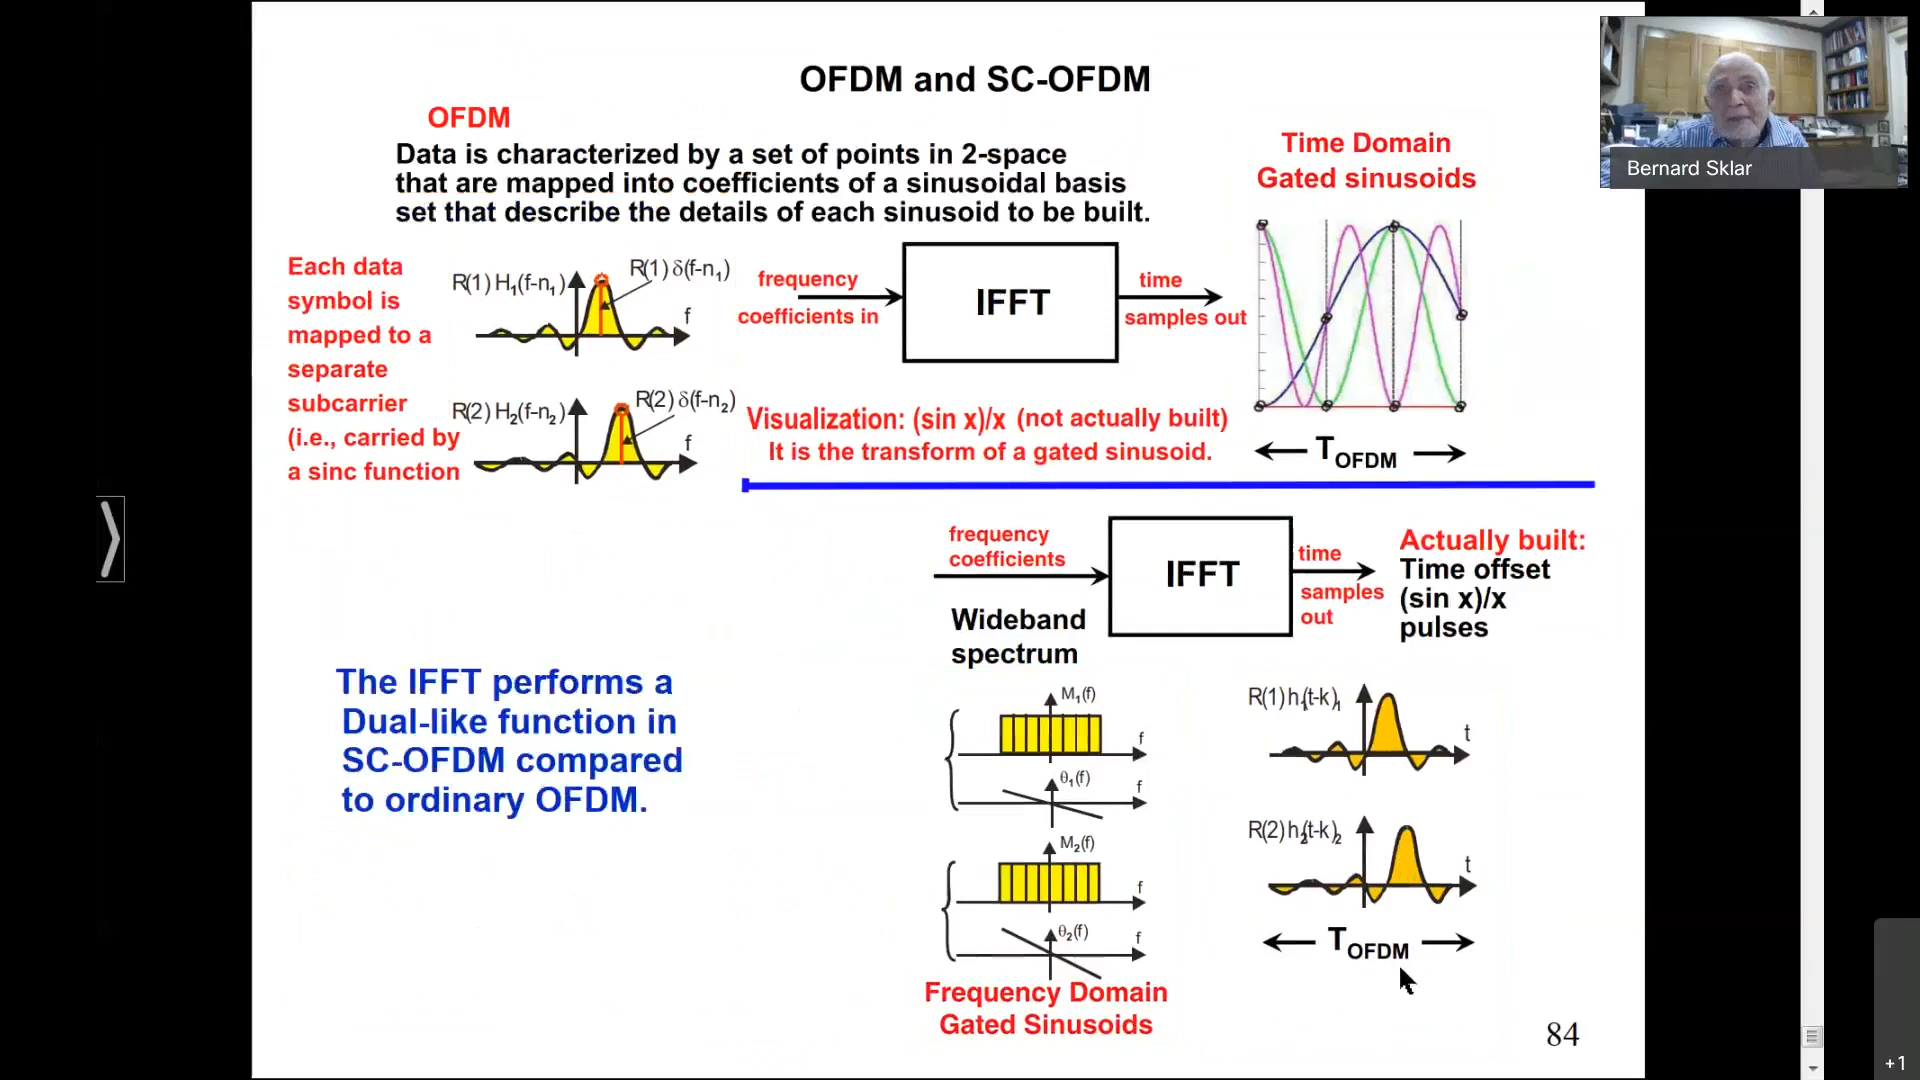 OFDM and SC-OFDM
OFDM
Data is characterized by a set of points in 2-space
that are mapped into coefficients of a sinusoidal basis
set that describe the details of each sinusoid to be built.
Time Domain
Gated sinusoids
Bernard Sklar
Each data
symbol is
mapped to a
separate
subcarrier
(i.e., carried by
a sinc function
R(1) H₁(f-n₁)
R(1) δ(f-n₁)
f
R(2) H₂(f-n₂)
R(2) δ(f-n₂)
f
frequency
coefficients in
IFFT
time
samples out
Visualization: (sin x)/x (not actually built)
It is the transform of a gated sinusoid.
T OFDM
frequency
coefficients
IFFT
time
samples
out
Actually built:
Time offset
(sin x)/x
pulses
Wideband
spectrum
The IFFT performs a
Dual-like function in
SC-OFDM compared
to ordinary OFDM.
M₁(f)
f
θ₁(f)
f
M₂(f)
f
θ₂(f)
f
Frequency Domain
Gated Sinusoids
R(1) h₁(t-k)₁
t
R(2) h₂(t-k)₂
t
T OFDM
84
+1